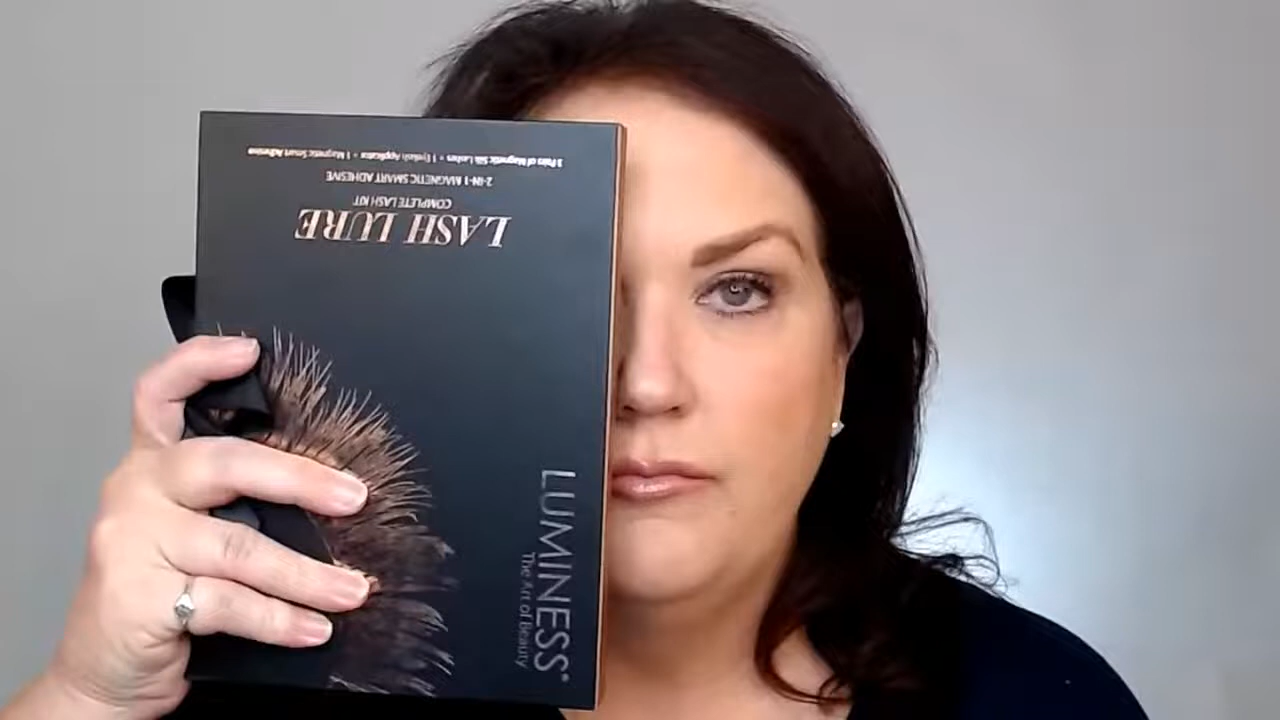 LASH LURE
COMPLETE LASH KIT
2-IN-1 MAGNETIC SMART ADHESIVE
3 Pairs of Magnetic Silk Lashes • 1 Eyelash Applicator • 1 Magnetic Smart Adhesive
LUMINESS®
The Art of Beauty